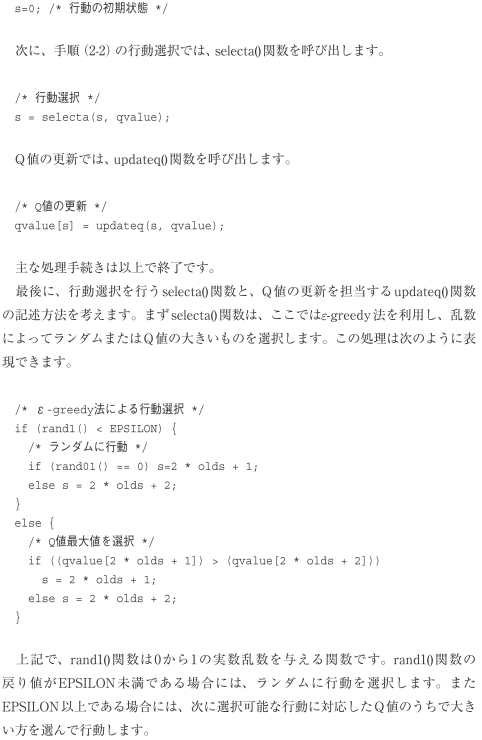 s=0; /* 行動の初期状態 */
次に、手順（2-2）の行動選択では、selecta()関数を呼び出します。
/* 行動選択 */
s = selecta(s, qvalue);
Q値の更新では、updateq()関数を呼び出します。
/* Q値の更新 */
qvalue[s] = updateq(s, qvalue);
主な処理手続きは以上で終了です。
最後に、行動選択を行うselecta()関数と、Q値の更新を担当するupdateq()関数
の記述方法を考えます。まずselecta()関数は、ここではε-greedy法を利用し、乱数
によってランダムまたはQ値の大きいものを選択します。この処理は次のように表
現できます。
/* ε-greedy法による行動選択 */
if (rand1() < EPSILON) {
/* ランダムに行動 */
if (rand01() == 0) s=2 * olds + 1;
else s = 2 * olds + 2;
}
else {
/* Q値最大値を選択 */
if ((qvalue[2 * olds + 1]) > (qvalue[2 * olds + 2]))
s = 2 * olds + 1;
else s = 2 * olds + 2;
}
上記で、rand1()関数は0から1の実数乱数を与える関数です。rand1()関数の
戻り値がEPSILON未満である場合には、ランダムに行動を選択します。また
EPSILON以上である場合には、次に選択可能な行動に対応したQ値のうちで大き
い方を選んで行動します。